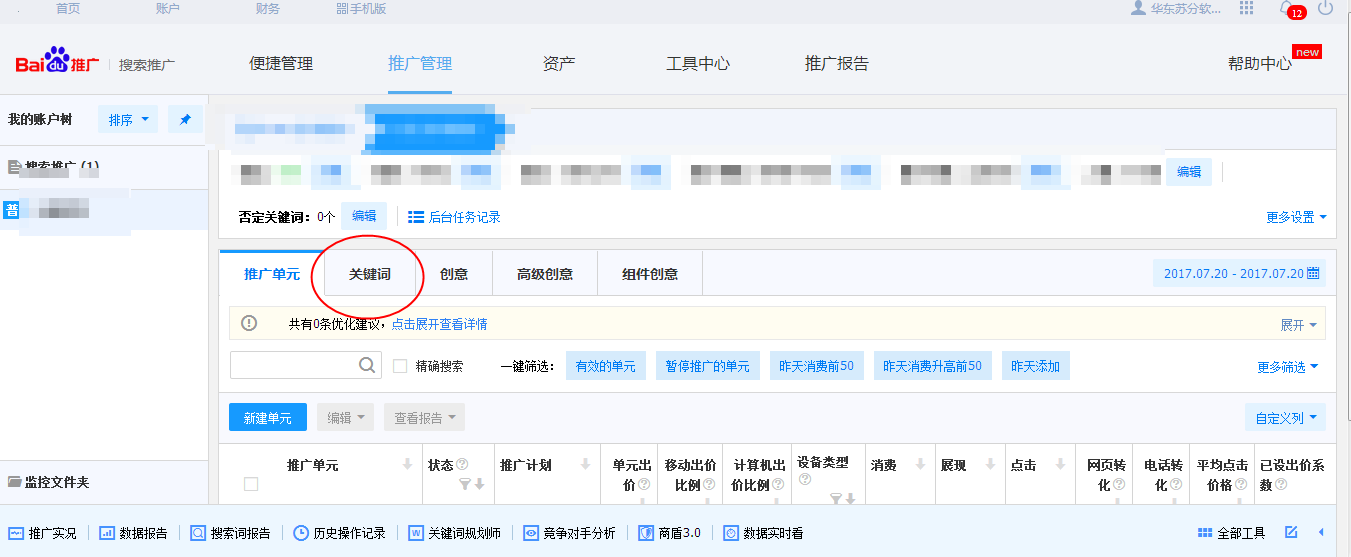 首页 账户 财务 手机版 华东苏分软... 12
Baidu推广 搜索推广 便捷管理 推广管理 资产 工具中心 推广报告 帮助中心 new
我的账户树 排序
搜索推广 (1)
编辑
普
否定关键词：0个 编辑 后台任务记录 更多设置
推广单元 关键词 创意 高级创意 组件创意 2017.07.20 - 2017.07.20
共有0条优化建议，点击展开查看详情 展开
精确搜索 一键筛选： 有效的单元 暂停推广的单元 昨天消费前50 昨天消费升高前50 昨天添加 更多筛选
新建单元 编辑 查看报告 自定义列
推广单元 状态 推广计划 单元出价 移动出价比例 计算机出价比例 设备类型 消费 展现 点击 网页转化 电话转化 平均点击价格 已设出价系数
监控文件夹
推广实况 数据报告 搜索词报告 历史操作记录 关键词规划师 竞争对手分析 商盾3.0 数据实时看 全部工具